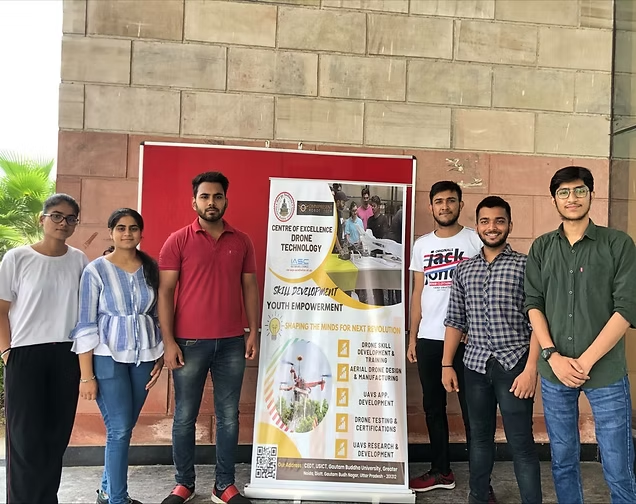 CENTRE OF EXCELLENCE
DRONE
TECHNOLOGY
SKILL DEVELOPMENT
YOUTH EMPOWERMENT
SHAPING THE MINDS FOR NEXT REVOLUTION
DRONE SKILL
DEVELOPMENT &
TRAINING
AERIAL DRONE DESIGN
& MANUFACTURING
UAVS APP.
DEVELOPMENT
DRONE TESTING &
CERTIFICATIONS
UAVS RESEARCH &
DEVELOPMENT
Our Address : CEDT, USICT, Gautam Buddha University, Greater
Noida, Distt. Gautam Budh Nagar, Uttar Pradesh - 201312
ORIGINALS
Jack